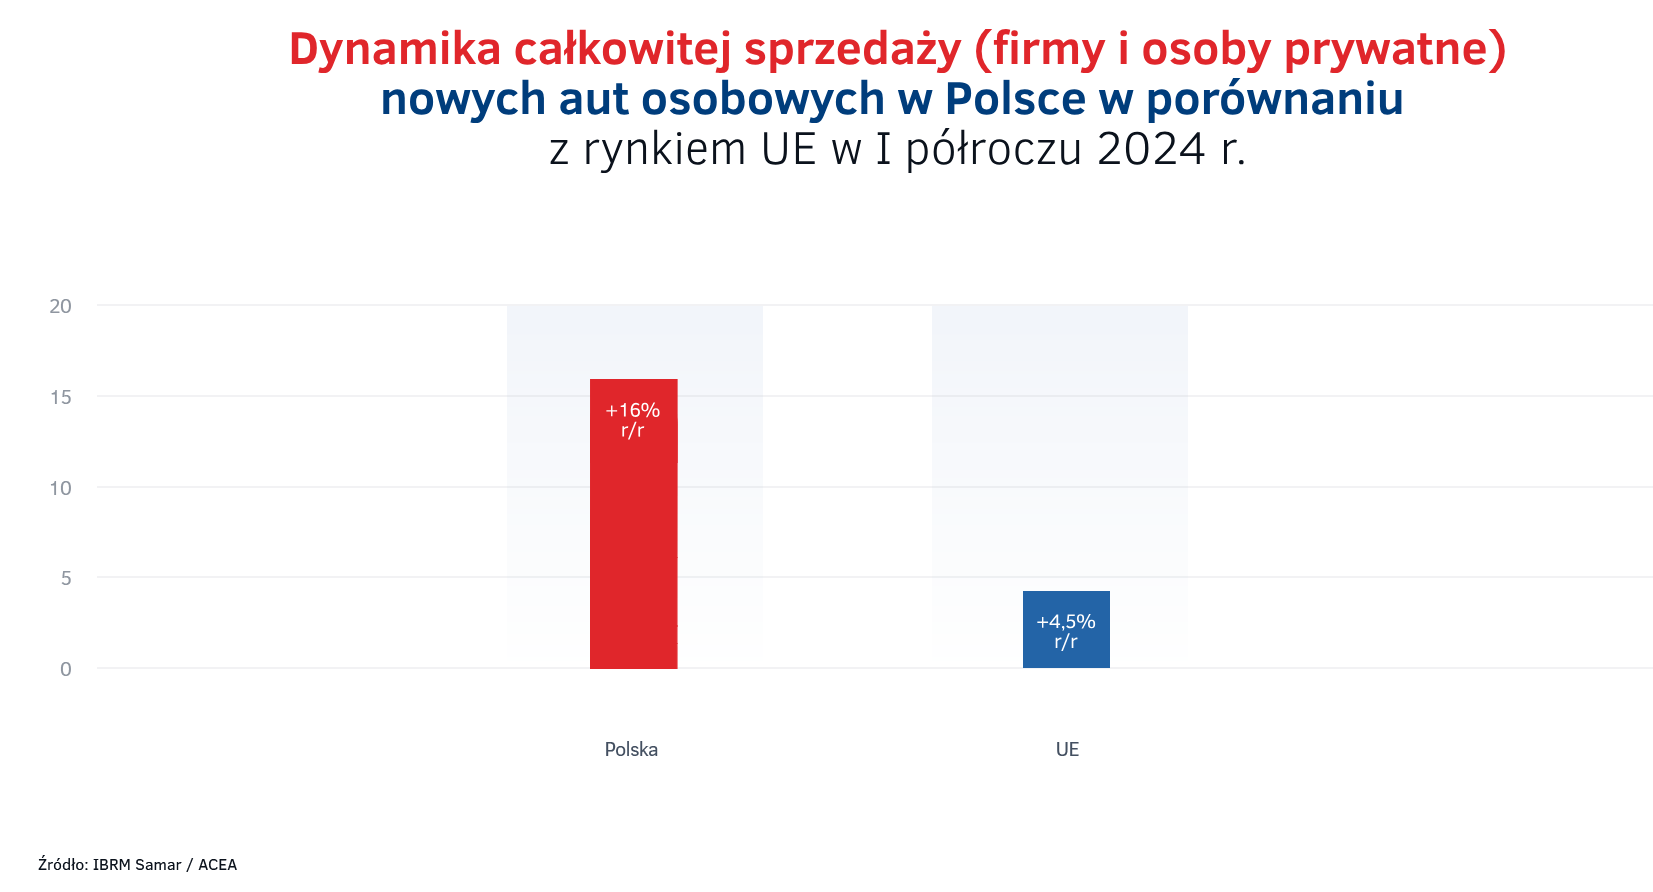 Dynamika całkowitej sprzedaży (firmy i osoby prywatne)
nowych aut osobowych w Polsce w porównaniu
z rynkiem UE w I półroczu 2024 r.
20
15
10
5
0
+16%
r/r
+4,5%
r/r
Polska
UE
Źródło: IBRM Samar / ACEA